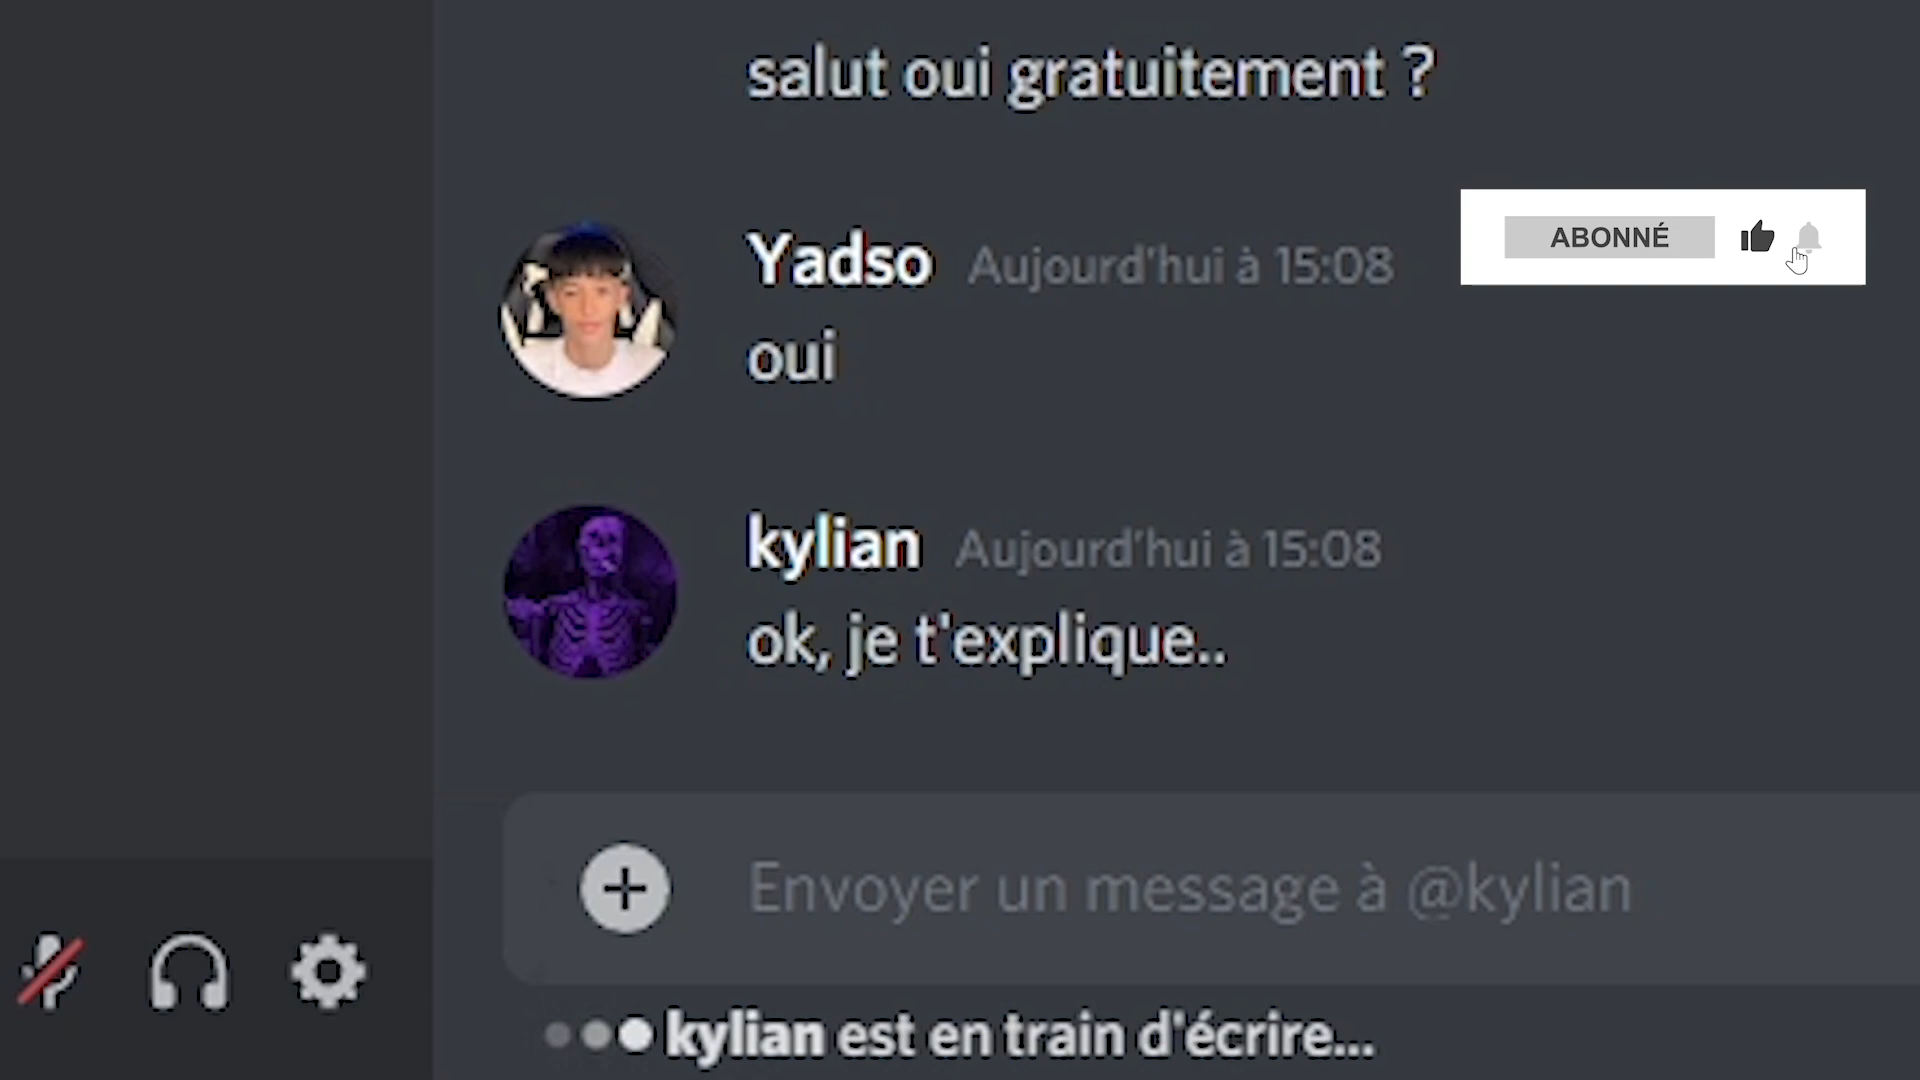 salut oui gratuitement ?
Yadso Aujourd'hui à 15:08
ABONNÉ
oui
kylian Aujourd'hui à 15:08
ok, je t'explique..
Envoyer un message à @kylian
kylian est en train d'écrire...